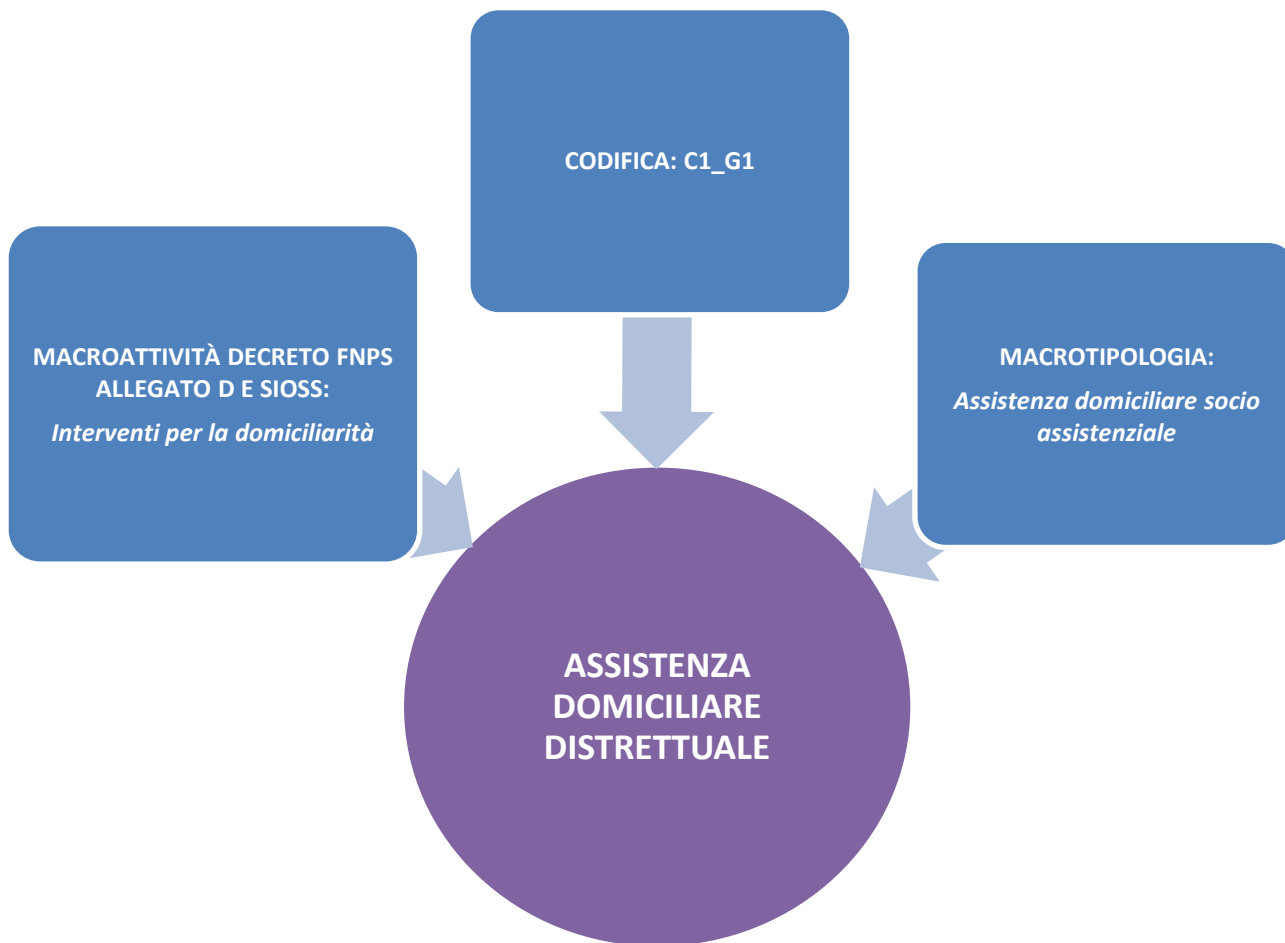 CODIFICA: C1_G1
MACROATTIVITÀ DECRETO FNPS
ALLEGATO D E SIOSS:
Interventi per la domiciliarità
MACROTIPOLOGIA:
Assistenza domiciliare socio
assistenziale
ASSISTENZA
DOMICILIARE
DISTRETTUALE